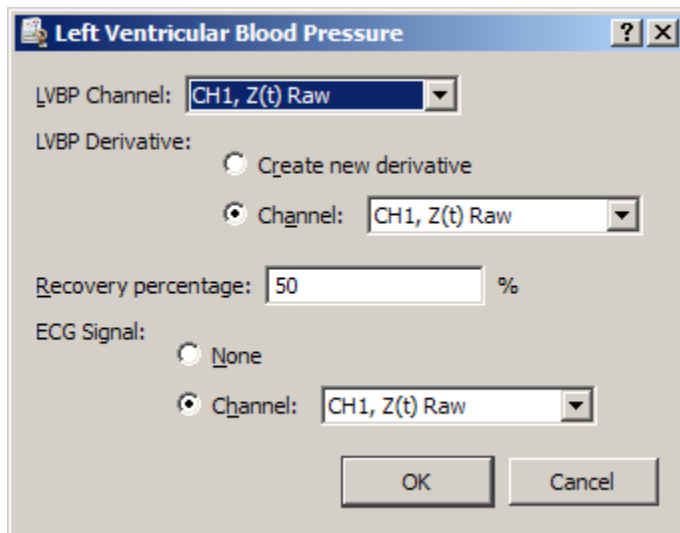 Left Ventricular Blood Pressure
LVBP Channel: CH1, Z(t) Raw
LVBP Derivative:
Create new derivative
Channel: CH1, Z(t) Raw
Recovery percentage: 50 %
ECG Signal:
None
Channel: CH1, Z(t) Raw
OK Cancel